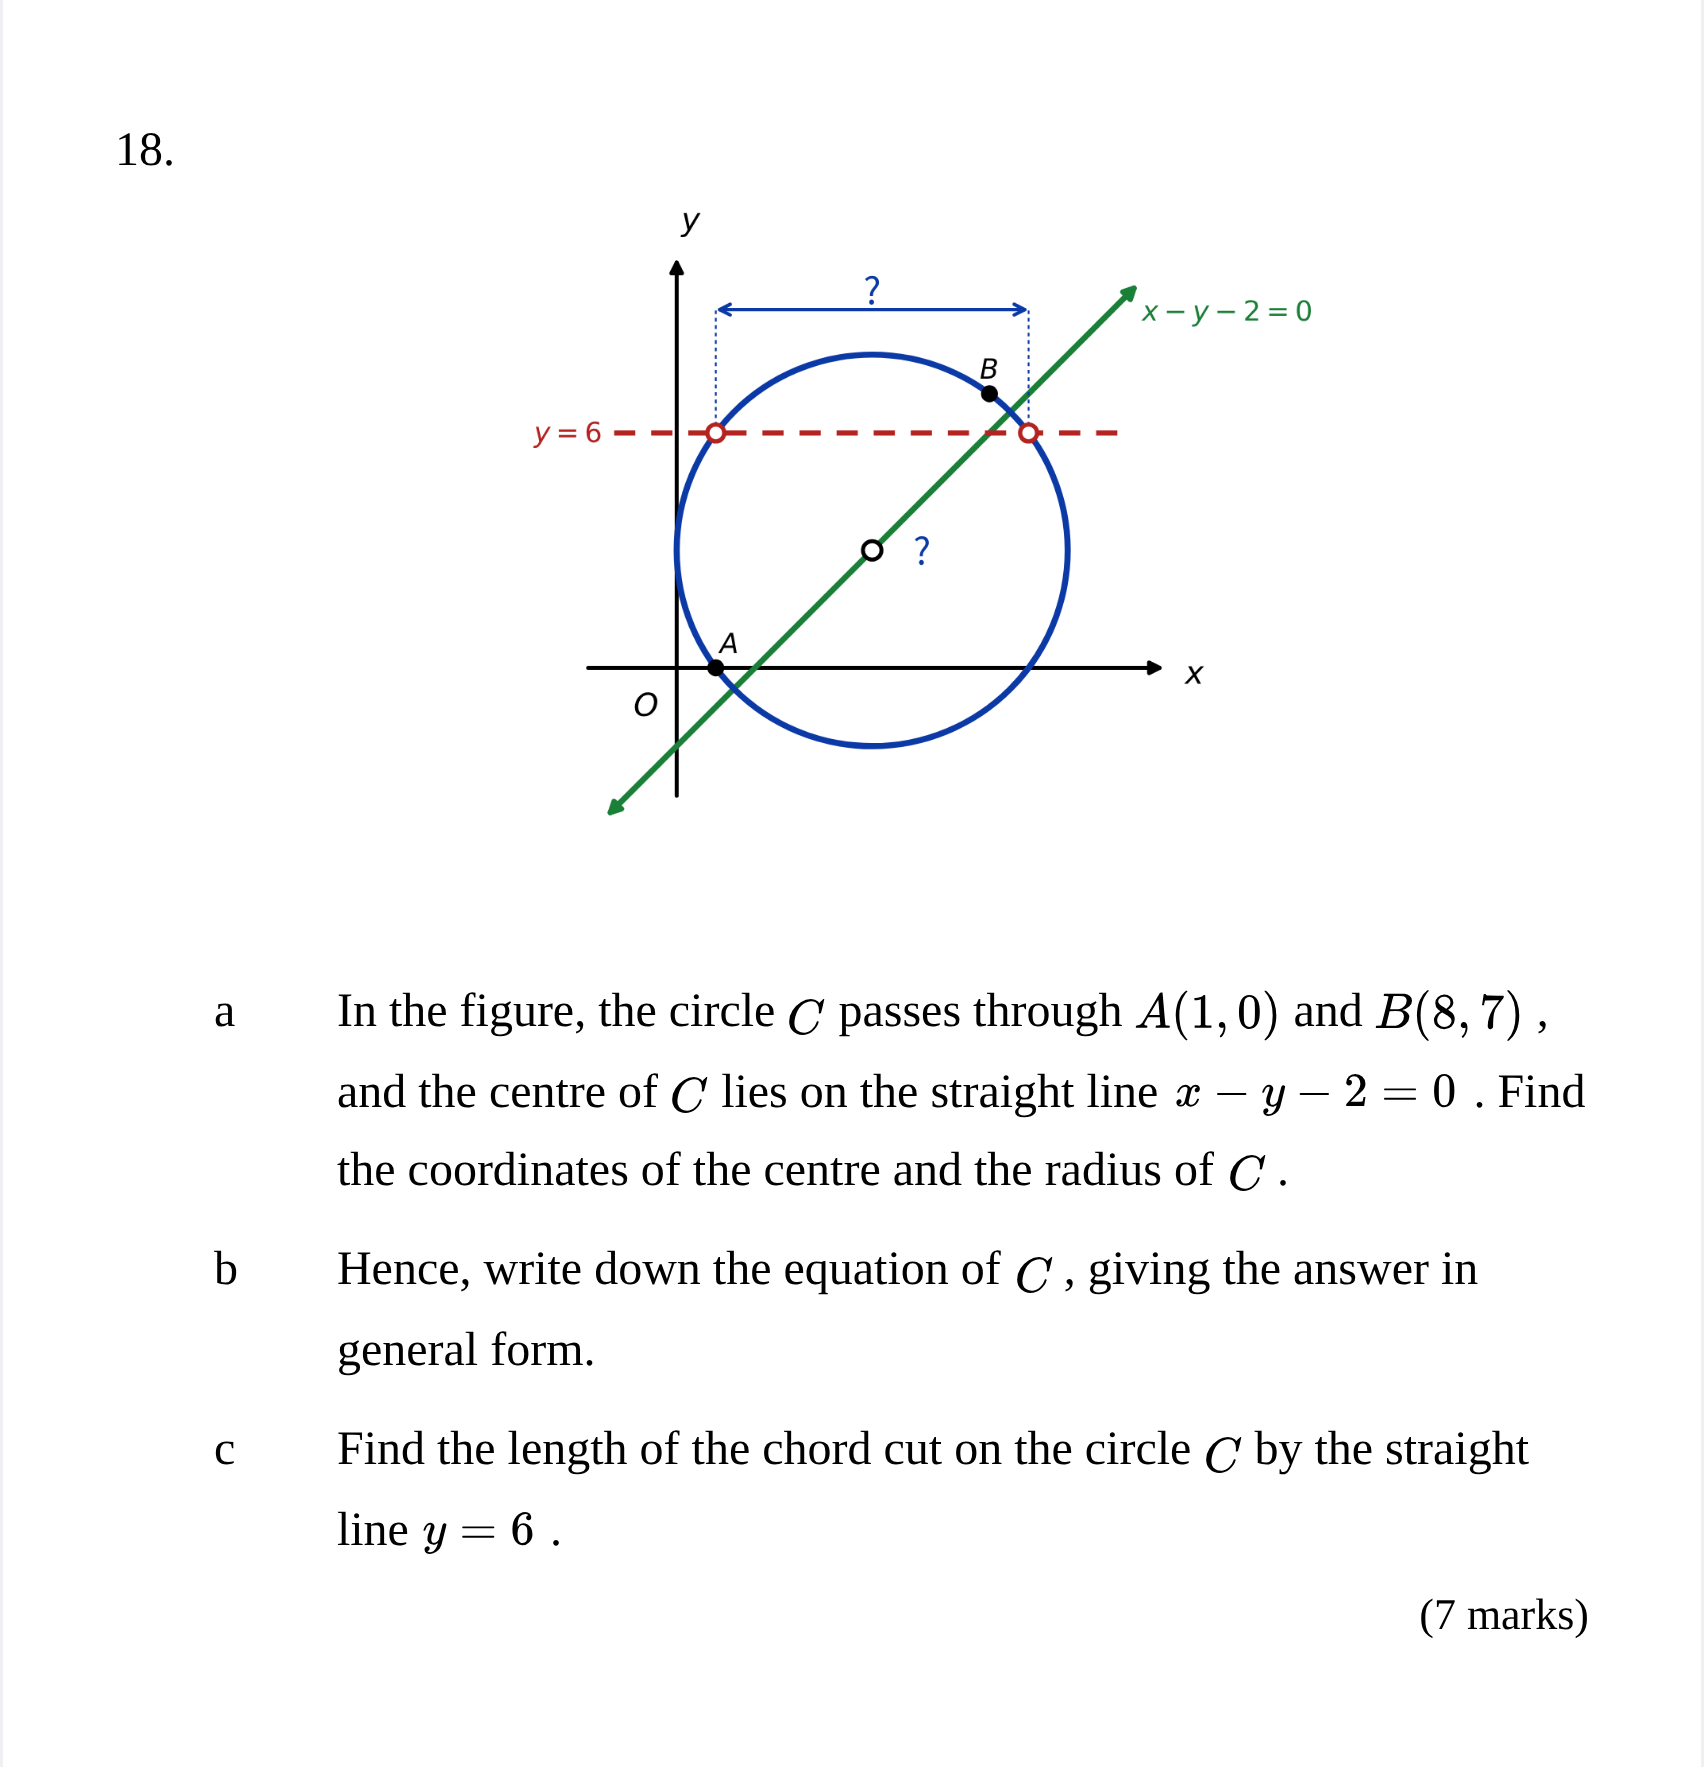 18.
y
?
x − y − 2 = 0
B
y = 6
?
A
x
O
a In the figure, the circle C passes through A(1, 0) and B(8, 7) ,
and the centre of C lies on the straight line x − y − 2 = 0 . Find
the coordinates of the centre and the radius of C .
b Hence, write down the equation of C , giving the answer in
general form.
c Find the length of the chord cut on the circle C by the straight
line y = 6 .
(7 marks)